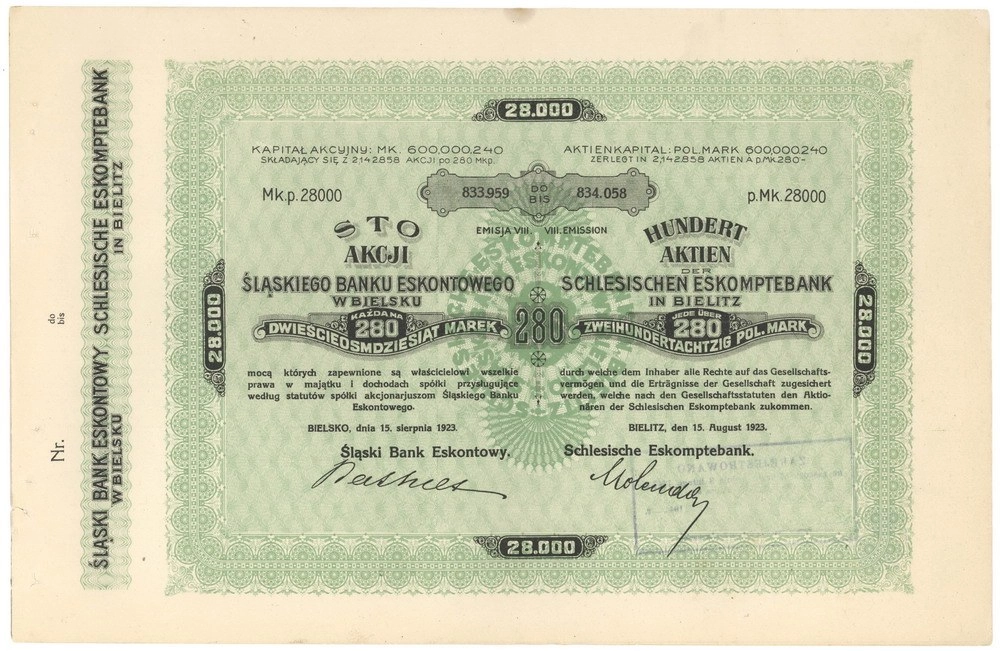 ŚLĄSKI BANK ESKONTOWY SCHLESISCHE ESKOMPTEBANK
W BIELSKU IN BIELITZ
Nr.
do
bis
28.000
KAPITAŁ AKCYJNY: MK. 600,000,240
SKŁADAJĄCY SIĘ Z 2,142.858 AKCJI po 280 Mkp.
AKTIENKAPITAL: POL. MARK 600,000,240
ZERLEGT IN 2,142.858 AKTIEN A p.Mk 280·-
Mk.p. 28000
833.959 DO BIS 834.058
p.Mk. 28000
EMISJA VIII. VIII. EMISSION
STO
AKCJI
ŚLĄSKIEGO BANKU ESKONTOWEGO
W BIELSKU
KAŻDA NA
280
DWIEŚCIEOSMDZIESIĄT MAREK
HUNDERT
AKTIEN
DER
SCHLESISCHEN ESKOMPTEBANK
IN BIELITZ
JEDE ÜBER
280
ZWEIHUNDERTACHTZIG POL. MARK
280
28.000
28.000
mocą których zapewnione są właścicielowi wszelkie
prawa w majątku i dochodach spółki przysługujące
według statutów spółki akcjonarjuszom Śląskiego Banku
Eskontowego.
durch welche dem Inhaber alle Rechte auf das Gesellschafts-
vermögen und die Erträgnisse der Gesellschaft zugesichert
werden, welche nach den Gesellschaftsstatuten den Aktio-
nären der Schlesischen Eskomptebank zukommen.
BIELSKO, dnia 15. sierpnia 1923.
BIELITZ, den 15. August 1923.
Śląski Bank Eskontowy.
Schlesische Eskomptebank.
28.000